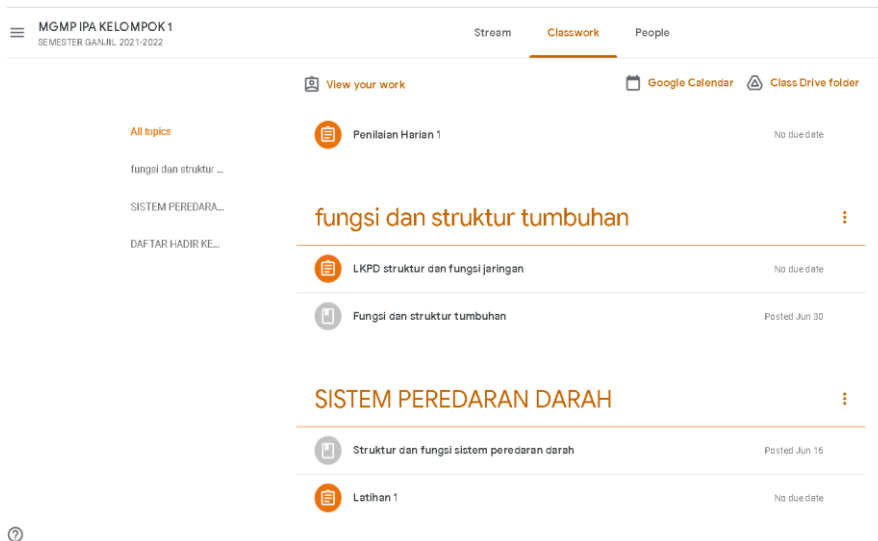 MGMP IPA KELOMPOK 1
SEMESTER GANJIL 2021-2022
Stream
Classwork
People
View your work
Google Calendar
Class Drive folder
All topics
fungsi dan struktur ...
SISTEM PEREDARA...
DAFTAR HADIR KE...
Penilaian Harian 1
No due date
fungsi dan struktur tumbuhan
LKPD struktur dan fungsi jaringan
No due date
Fungsi dan struktur tumbuhan
Posted Jun 30
SISTEM PEREDARAN DARAH
Struktur dan fungsi sistem peredaran darah
Posted Jun 16
Latihan 1
No due date